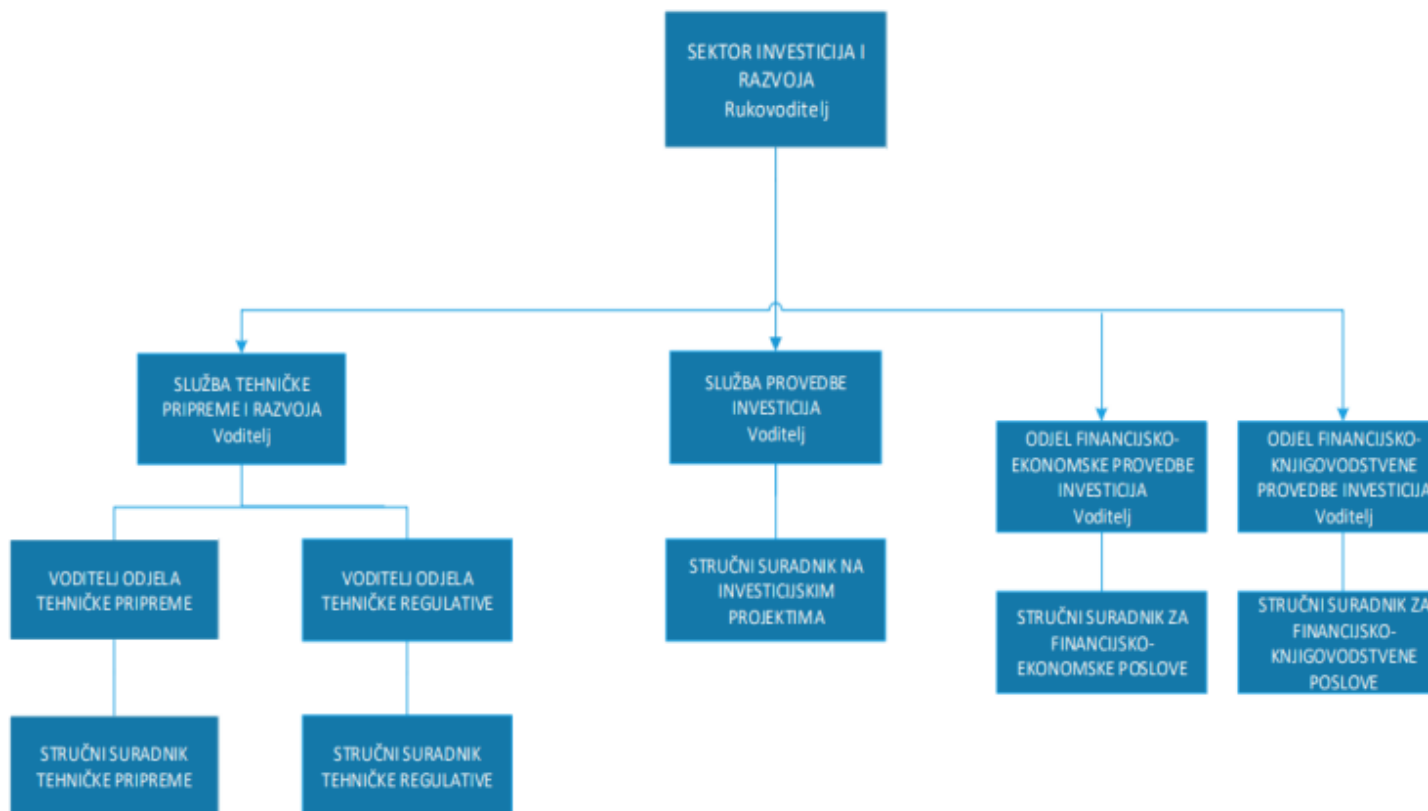 SEKTOR INVESTICIJA I
RAZVOJA
Rukovoditelj
SLUŽBA TEHNIČKE
PRIPREME I RAZVOJA
Voditelj
SLUŽBA PROVEDBE
INVESTICIJA
Voditelj
ODJEL FINANCIJSKO-
EKONOMSKE PROVEDBE
INVESTICIJA
Voditelj
ODJEL FINANCIJSKO-
KNJIGOVODSTVENE
PROVEDBE INVESTICIJA
Voditelj
VODITELJ ODJELA
TEHNIČKE PRIPREME
VODITELJ ODJELA
TEHNIČKE REGULATIVE
STRUČNI SURADNIK NA
INVESTICIJSKIM
PROJEKTIMA
STRUČNI SURADNIK ZA
FINANCIJSKO-
EKONOMSKE POSLOVE
STRUČNI SURADNIK ZA
FINANCIJSKO-
KNJIGOVODSTVENE
POSLOVE
STRUČNI SURADNIK
TEHNIČKE PRIPREME
STRUČNI SURADNIK
TEHNIČKE REGULATIVE